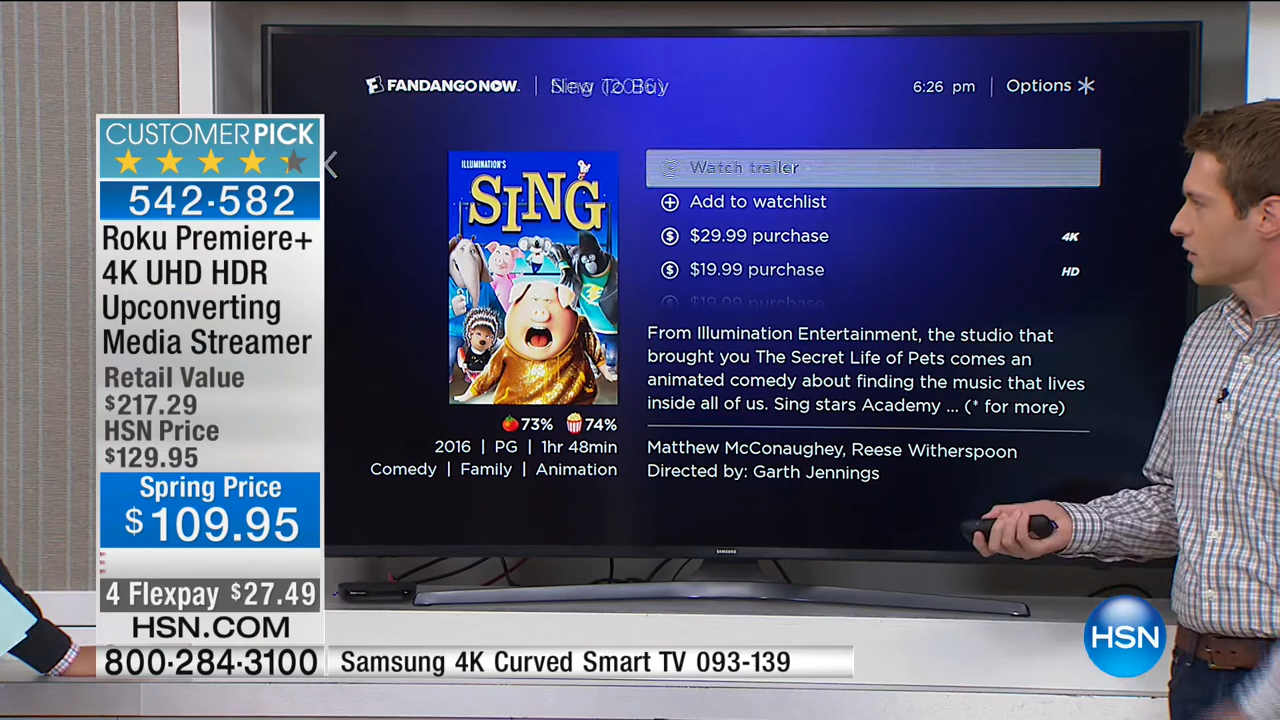 CUSTOMER PICK
542-582
Roku Premiere+
4K UHD HDR
Upconverting
Media Streamer
Retail Value
$217.29
HSN Price
$129.95
Spring Price
$109.95
4 Flexpay $27.49
HSN.COM
800-284-3100
Samsung 4K Curved Smart TV 093-139
FANDANGONOW
6:26 pm
Options
ILLUMINATION'S
SING
Watch trailer
Add to watchlist
$29.99 purchase 4K
$19.99 purchase HD
$19.99 purchase
From Illumination Entertainment, the studio that
brought you The Secret Life of Pets comes an
animated comedy about finding the music that lives
inside all of us. Sing stars Academy ... (* for more)
73% 74%
2016 | PG | 1hr 48min
Comedy | Family | Animation
Matthew McConaughey, Reese Witherspoon
Directed by: Garth Jennings
SAMSUNG
HSN